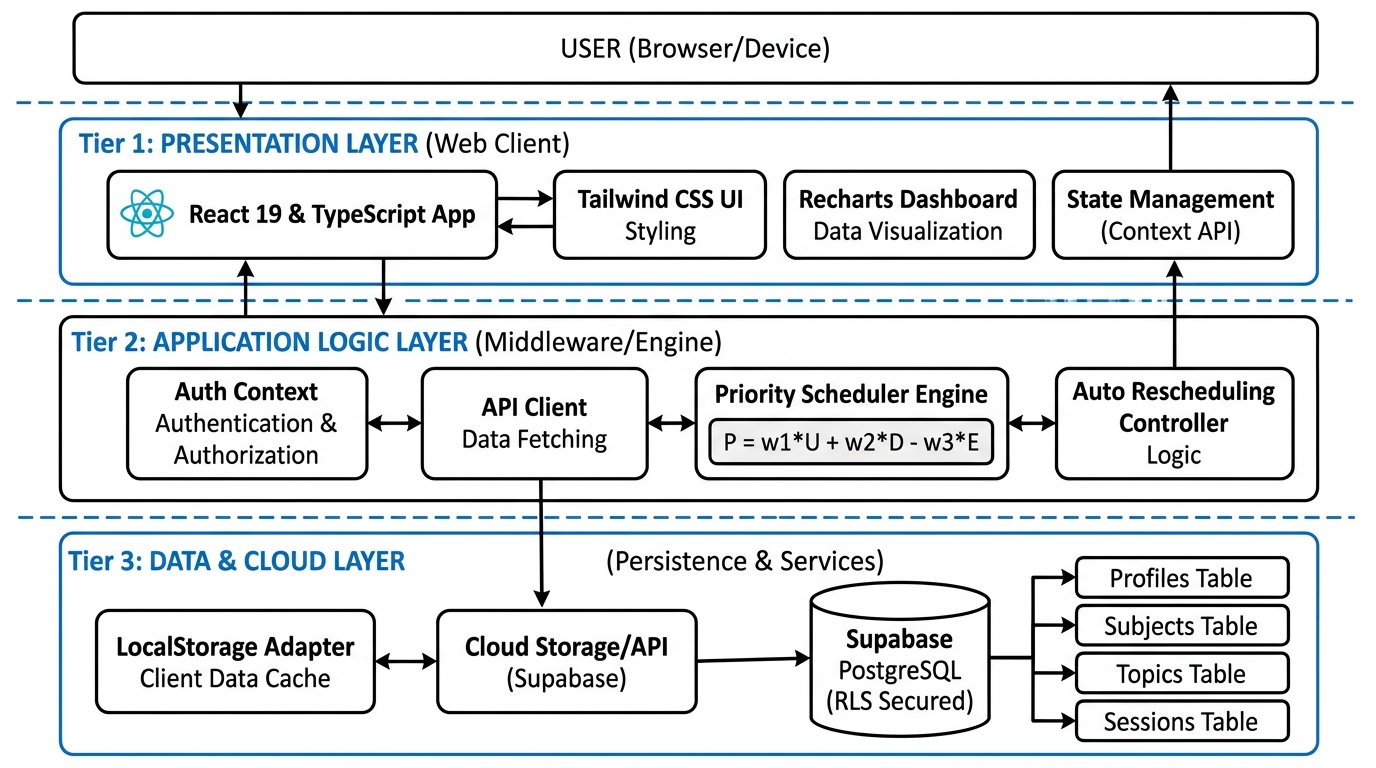 USER (Browser/Device)
Tier 1: PRESENTATION LAYER (Web Client)
React 19 & TypeScript App
Tailwind CSS UI
Styling
Recharts Dashboard
Data Visualization
State Management
(Context API)
Tier 2: APPLICATION LOGIC LAYER (Middleware/Engine)
Auth Context
Authentication &
Authorization
API Client
Data Fetching
Priority Scheduler Engine
P = w1*U + w2*D - w3*E
Auto Rescheduling
Controller
Logic
Tier 3: DATA & CLOUD LAYER (Persistence & Services)
LocalStorage Adapter
Client Data Cache
Cloud Storage/API
(Supabase)
Supabase
PostgreSQL
(RLS Secured)
Profiles Table
Subjects Table
Topics Table
Sessions Table